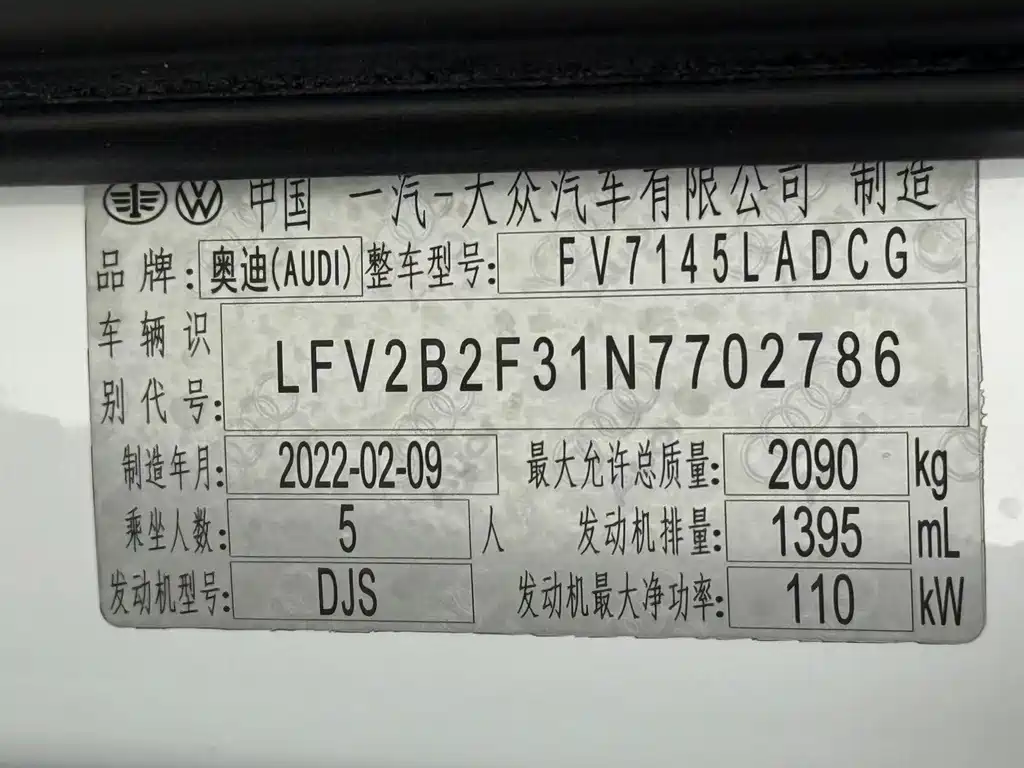 中国 一汽-大众汽车有限公司 制造
品牌: 奥迪(AUDI) 整车型号: FV7145LADCG
车辆识别代号: LFV2B2F31N7702786
制造年月: 2022-02-09 最大允许总质量: 2090 kg
乘坐人数: 5 人 发动机排量: 1395 mL
发动机型号: DJS 发动机最大净功率: 110 kW